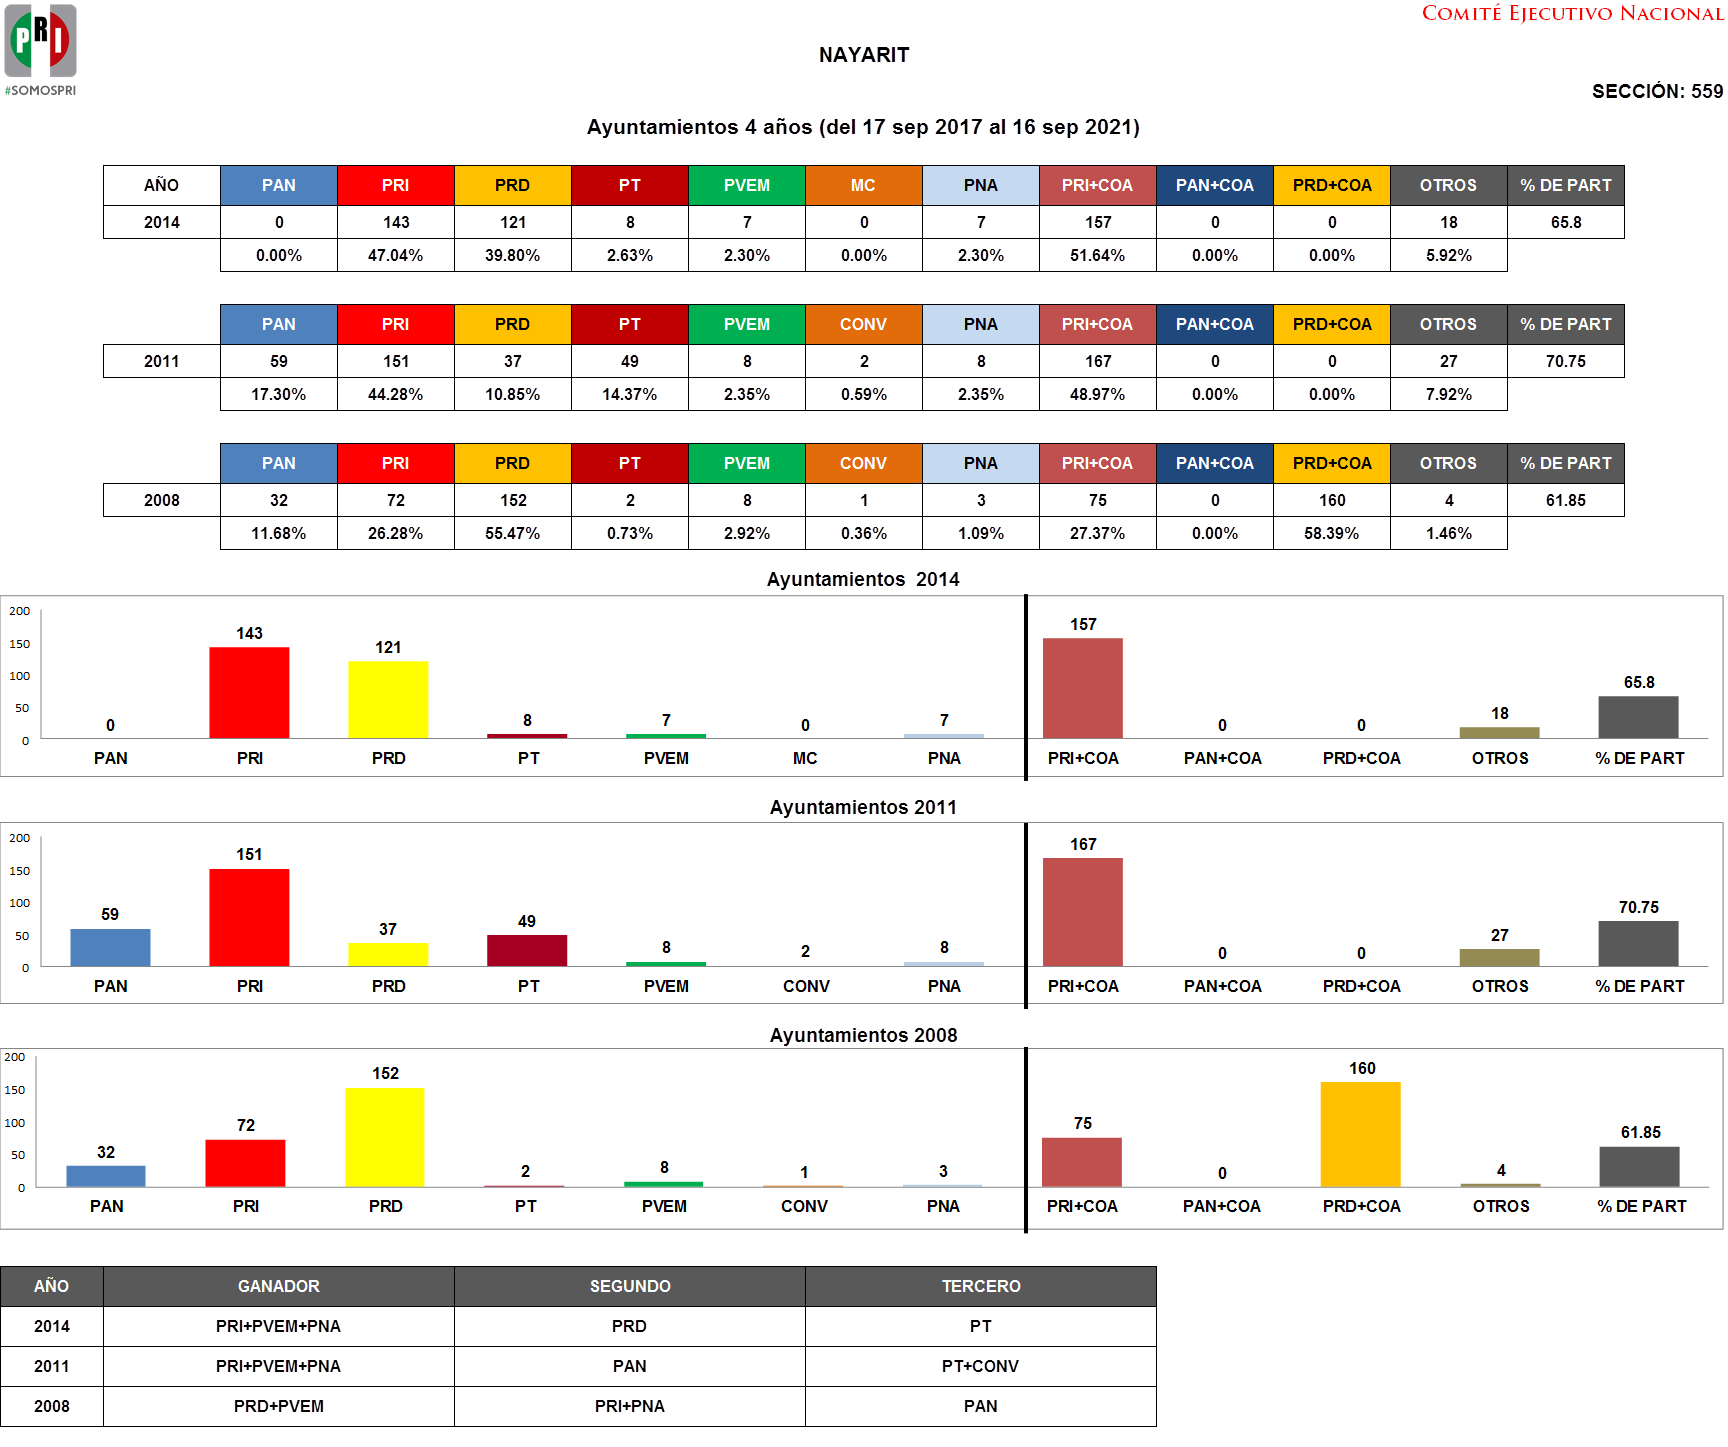 COMITÉ EJECUTIVO NACIONAL
PRI
#SOMOSPRI
NAYARIT
SECCIÓN: 559
Ayuntamientos 4 años (del 17 sep 2017 al 16 sep 2021)
AÑO PAN PRI PRD PT PVEM MC PNA PRI+COA PAN+COA PRD+COA OTROS % DE PART
2014 0 143 121 8 7 0 7 157 0 0 18 65.8
0.00% 47.04% 39.80% 2.63% 2.30% 0.00% 2.30% 51.64% 0.00% 0.00% 5.92%
PAN PRI PRD PT PVEM CONV PNA PRI+COA PAN+COA PRD+COA OTROS % DE PART
2011 59 151 37 49 8 2 8 167 0 0 27 70.75
17.30% 44.28% 10.85% 14.37% 2.35% 0.59% 2.35% 48.97% 0.00% 0.00% 7.92%
PAN PRI PRD PT PVEM CONV PNA PRI+COA PAN+COA PRD+COA OTROS % DE PART
2008 32 72 152 2 8 1 3 75 0 160 4 61.85
11.68% 26.28% 55.47% 0.73% 2.92% 0.36% 1.09% 27.37% 0.00% 58.39% 1.46%
Ayuntamientos 2014
200
150
100
50
0
0 143 121 8 7 0 7 157 0 0 18 65.8
PAN PRI PRD PT PVEM MC PNA PRI+COA PAN+COA PRD+COA OTROS % DE PART
Ayuntamientos 2011
200
150
100
50
0
59 151 37 49 8 2 8 167 0 0 27 70.75
PAN PRI PRD PT PVEM CONV PNA PRI+COA PAN+COA PRD+COA OTROS % DE PART
Ayuntamientos 2008
200
150
100
50
0
32 72 152 2 8 1 3 75 0 160 4 61.85
PAN PRI PRD PT PVEM CONV PNA PRI+COA PAN+COA PRD+COA OTROS % DE PART
AÑO GANADOR SEGUNDO TERCERO
2014 PRI+PVEM+PNA PRD PT
2011 PRI+PVEM+PNA PAN PT+CONV
2008 PRD+PVEM PRI+PNA PAN